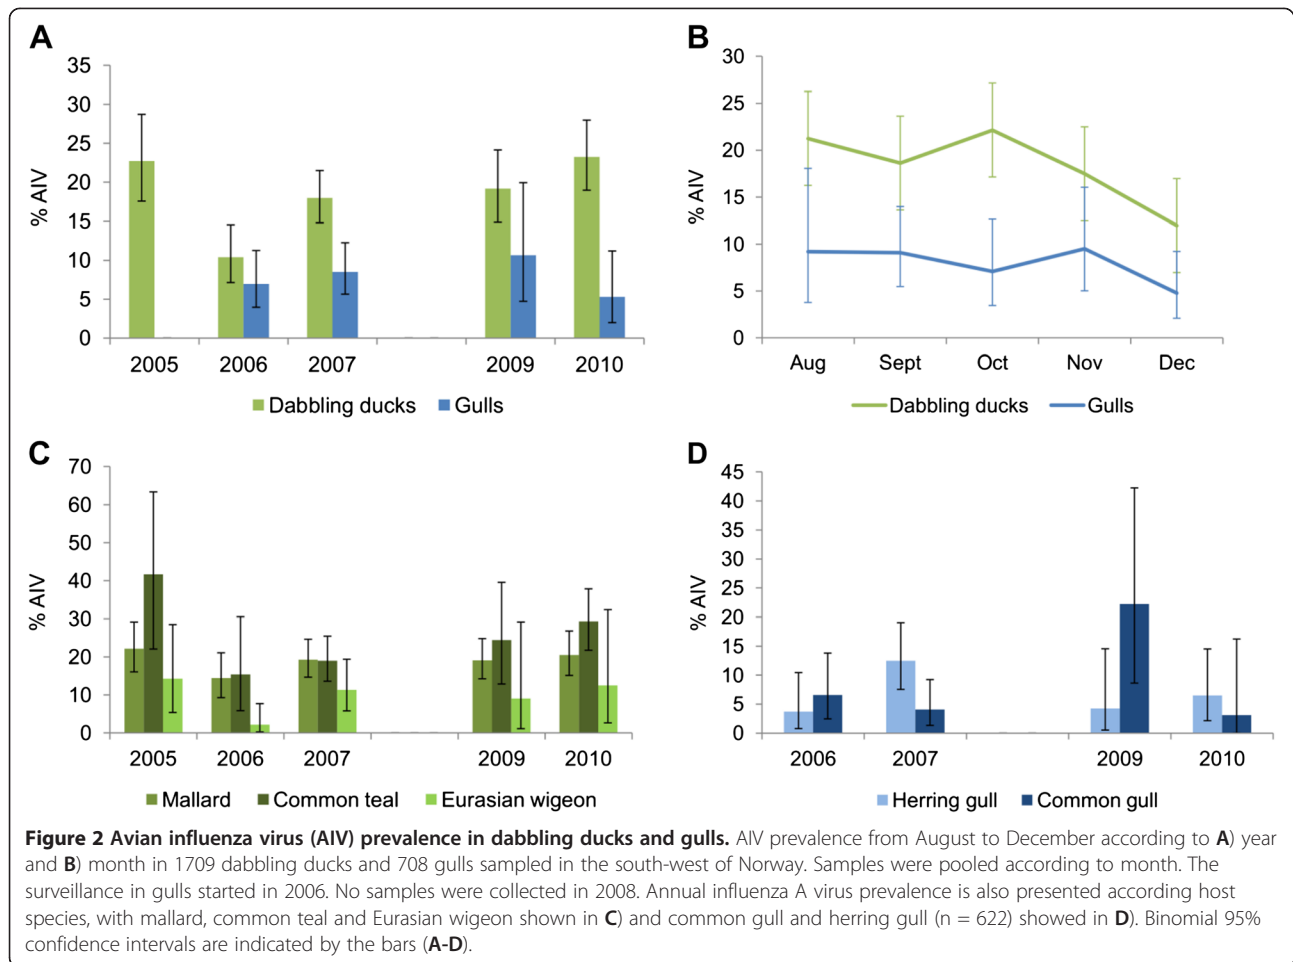 A
% AIV
35
30
25
20
15
10
5
0
2005 2006 2007 2009 2010
Dabbling ducks Gulls
B
% AIV
30
25
20
15
10
5
0
Aug Sept Oct Nov Dec
Dabbling ducks Gulls
C
% AIV
70
60
50
40
30
20
10
0
2005 2006 2007 2009 2010
Mallard Common teal Eurasian wigeon
D
% AIV
45
40
35
30
25
20
15
10
5
0
2006 2007 2009 2010
Herring gull Common gull
Figure 2 Avian influenza virus (AIV) prevalence in dabbling ducks and gulls. AIV prevalence from August to December according to A) year
and B) month in 1709 dabbling ducks and 708 gulls sampled in the south-west of Norway. Samples were pooled according to month. The
surveillance in gulls started in 2006. No samples were collected in 2008. Annual influenza A virus prevalence is also presented according host
species, with mallard, common teal and Eurasian wigeon shown in C) and common gull and herring gull (n = 622) showed in D). Binomial 95%
confidence intervals are indicated by the bars (A-D).